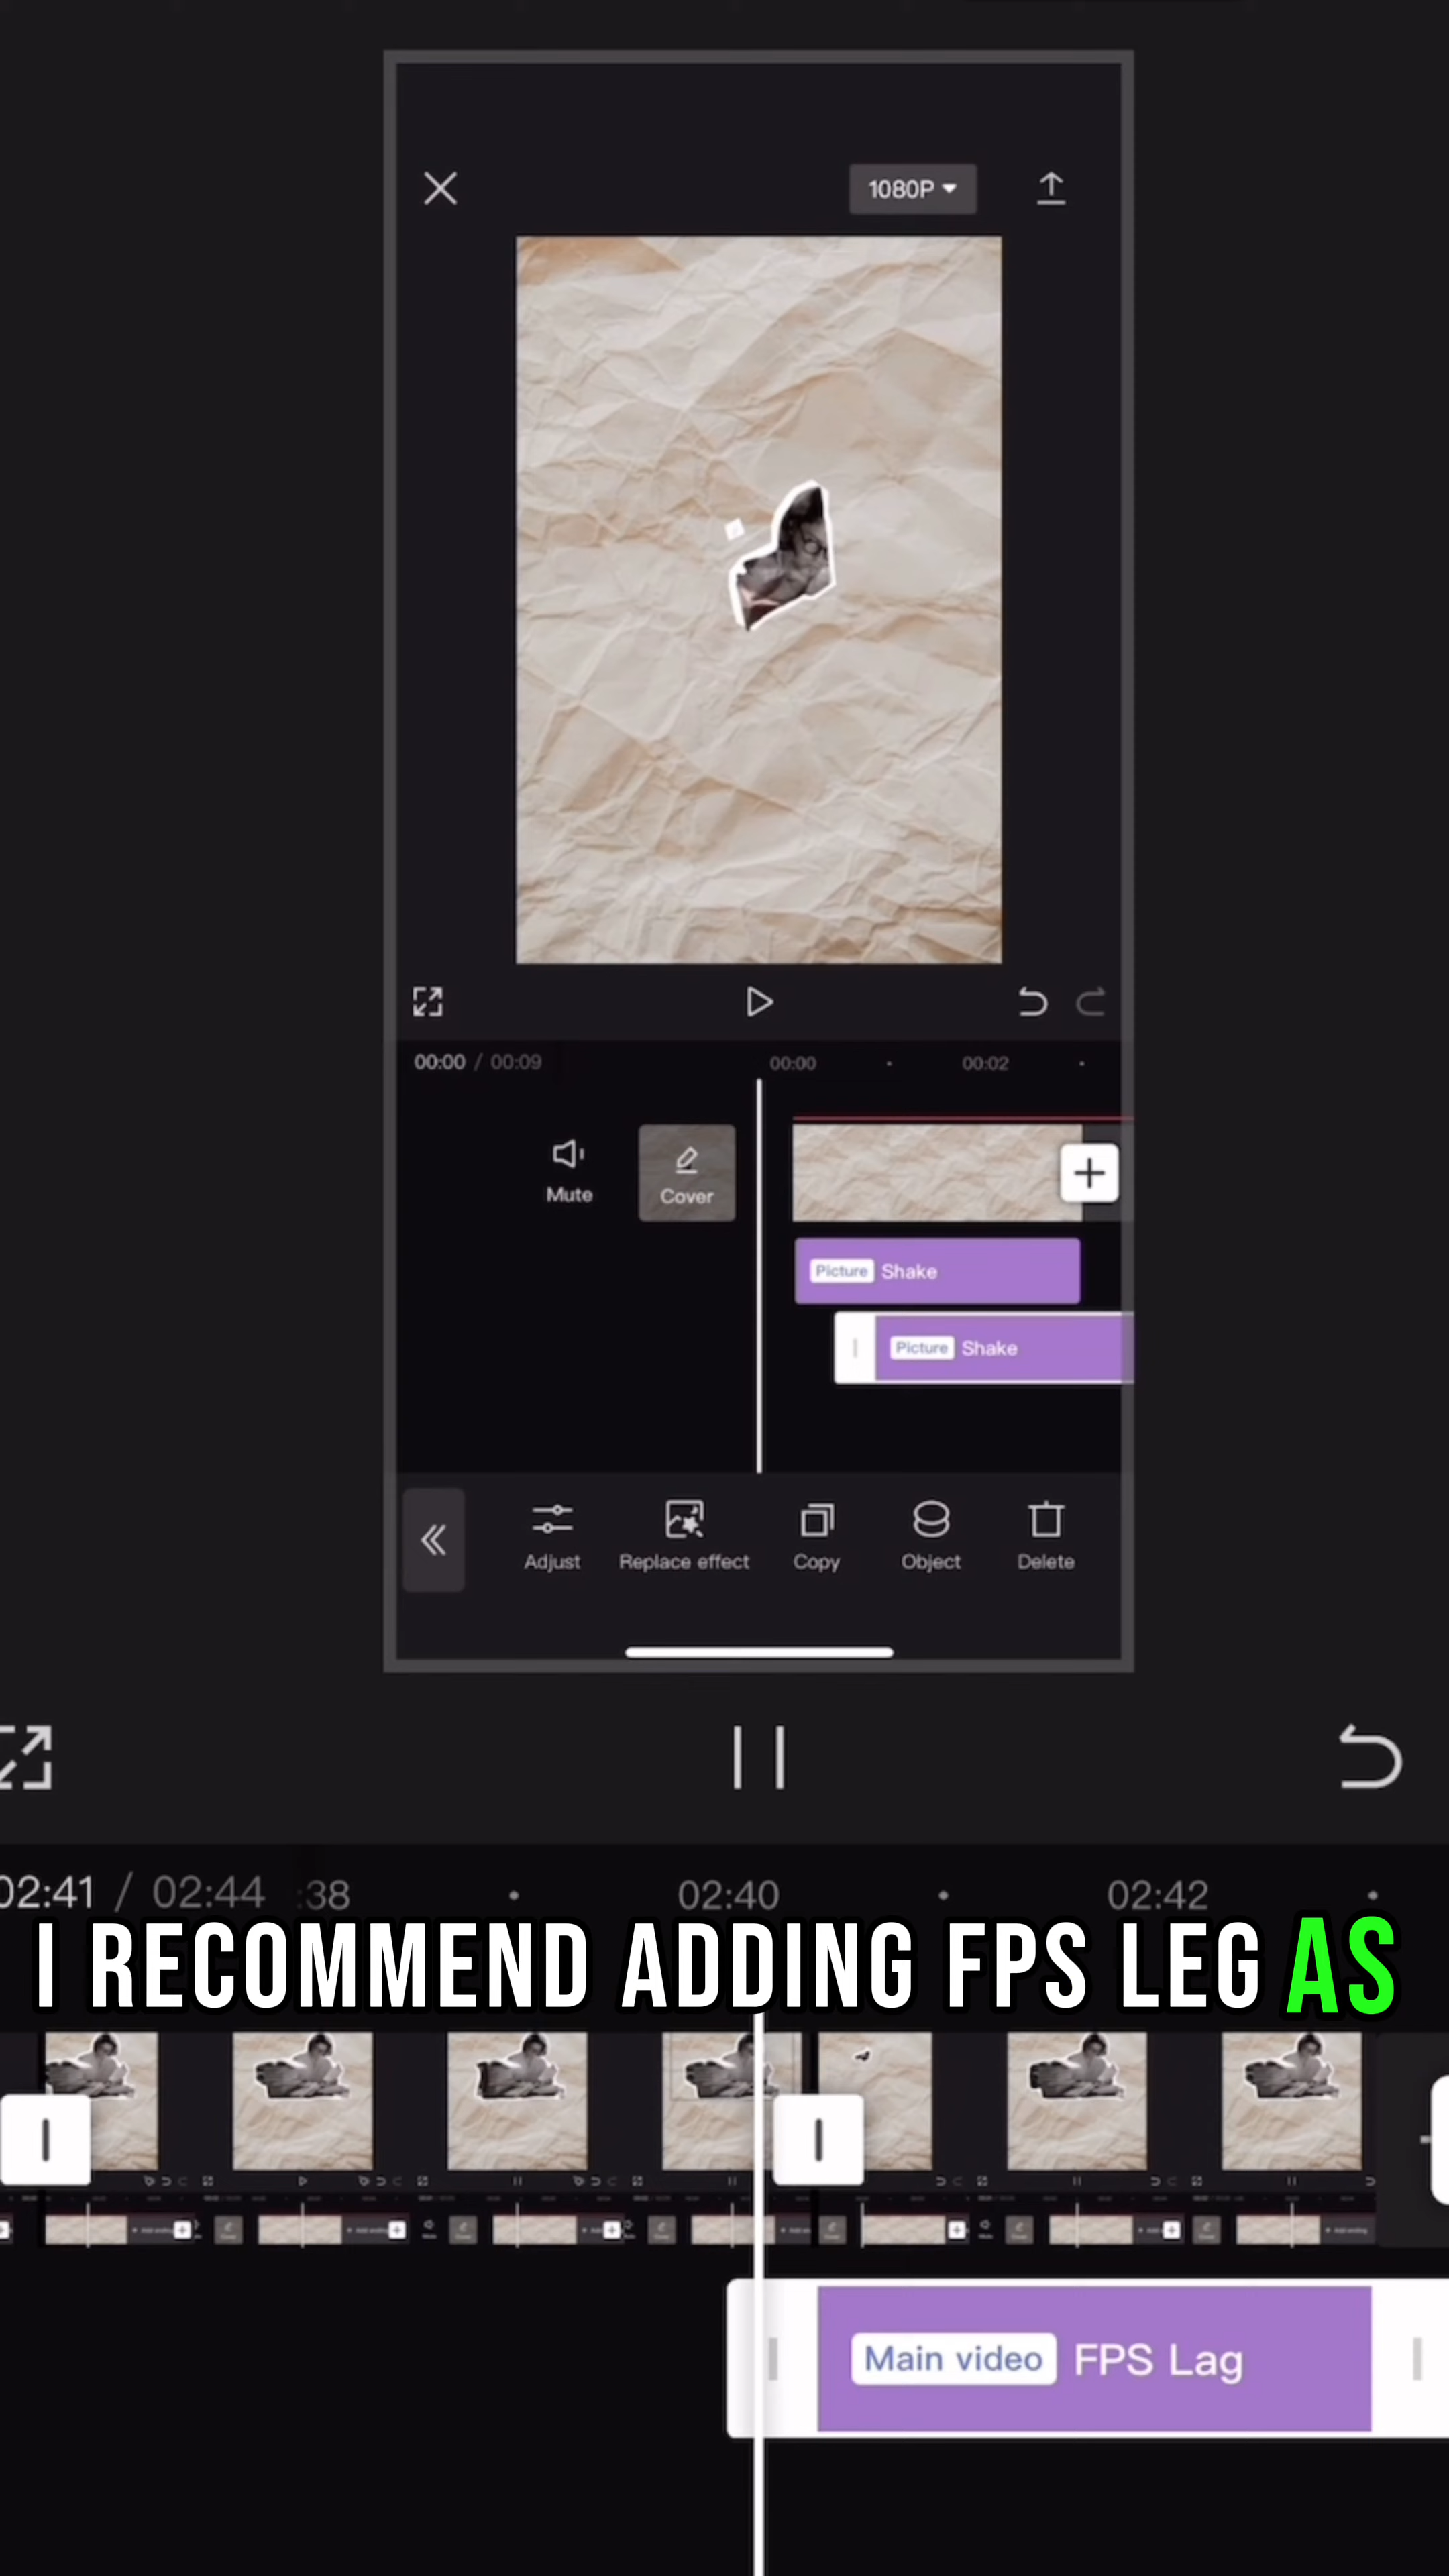 1080P
00:00 / 00:09
00:00
00:02
Mute
Cover
Picture Shake
Picture Shake
Adjust
Replace effect
Copy
Object
Delete
02:41 / 02:44
:38
02:40
02:42
I RECOMMEND ADDING FPS LEG AS
Main video FPS Lag